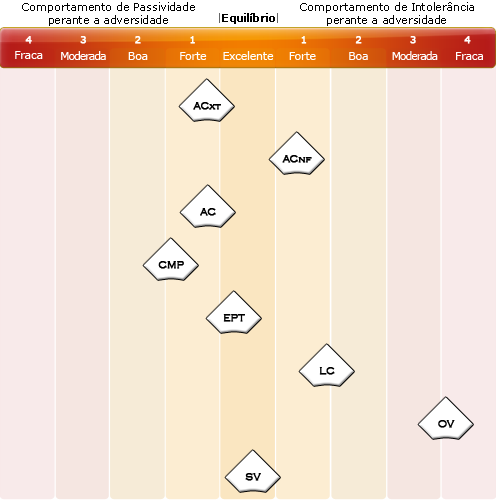 Comportamento de Passividade
perante a adversidade
|Equilíbrio|
Comportamento de Intolerância
perante a adversidade
4 3 2 1 1 2 3 4
Fraca Moderada Boa Forte Excelente Forte Boa Moderada Fraca
ACXT
ACNF
AC
CMP
EPT
LC
OV
SV